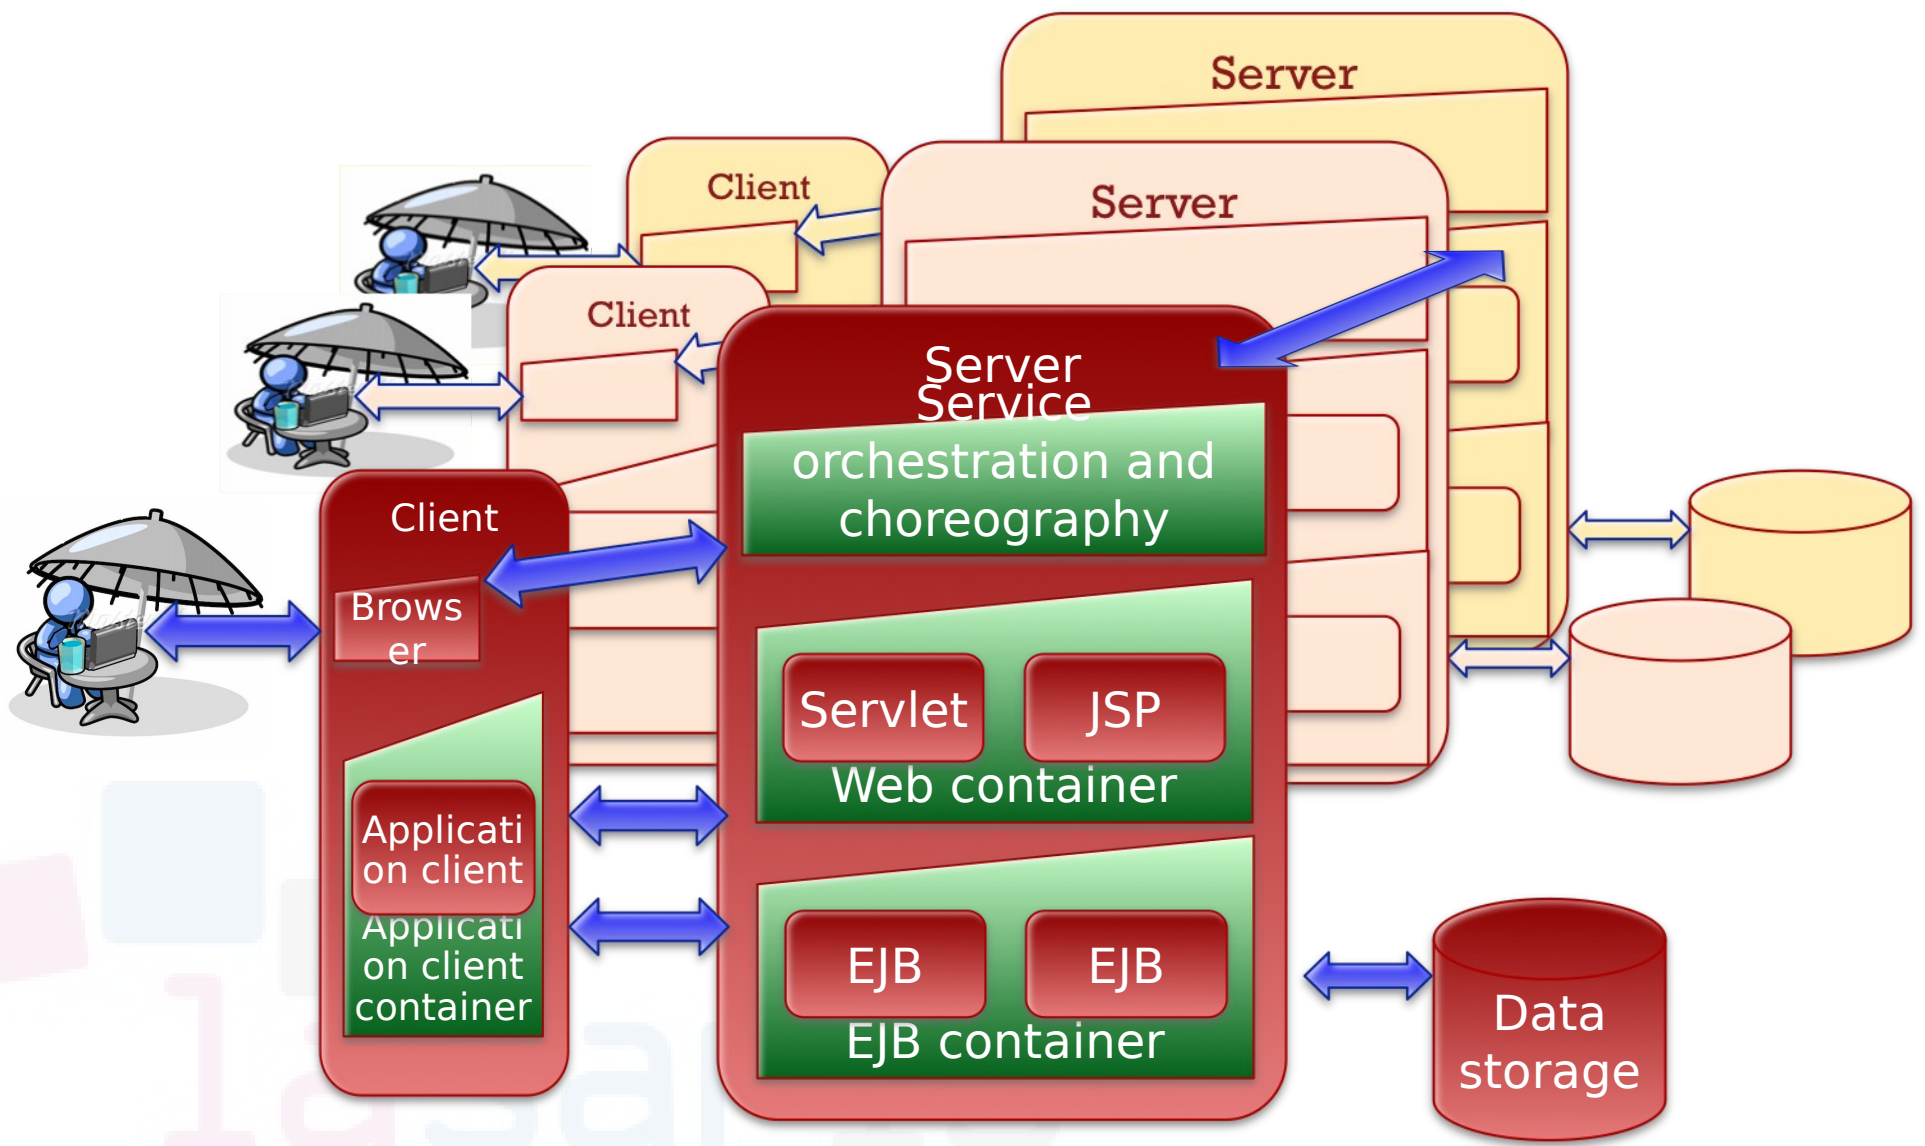 Server
Client
Server
Client
Server
Service
orchestration and
choreography
Client
Brows
er
Servlet
JSP
Web container
Applicati
on client
Applicati
on client
container
EJB
EJB
EJB container
Data
storage